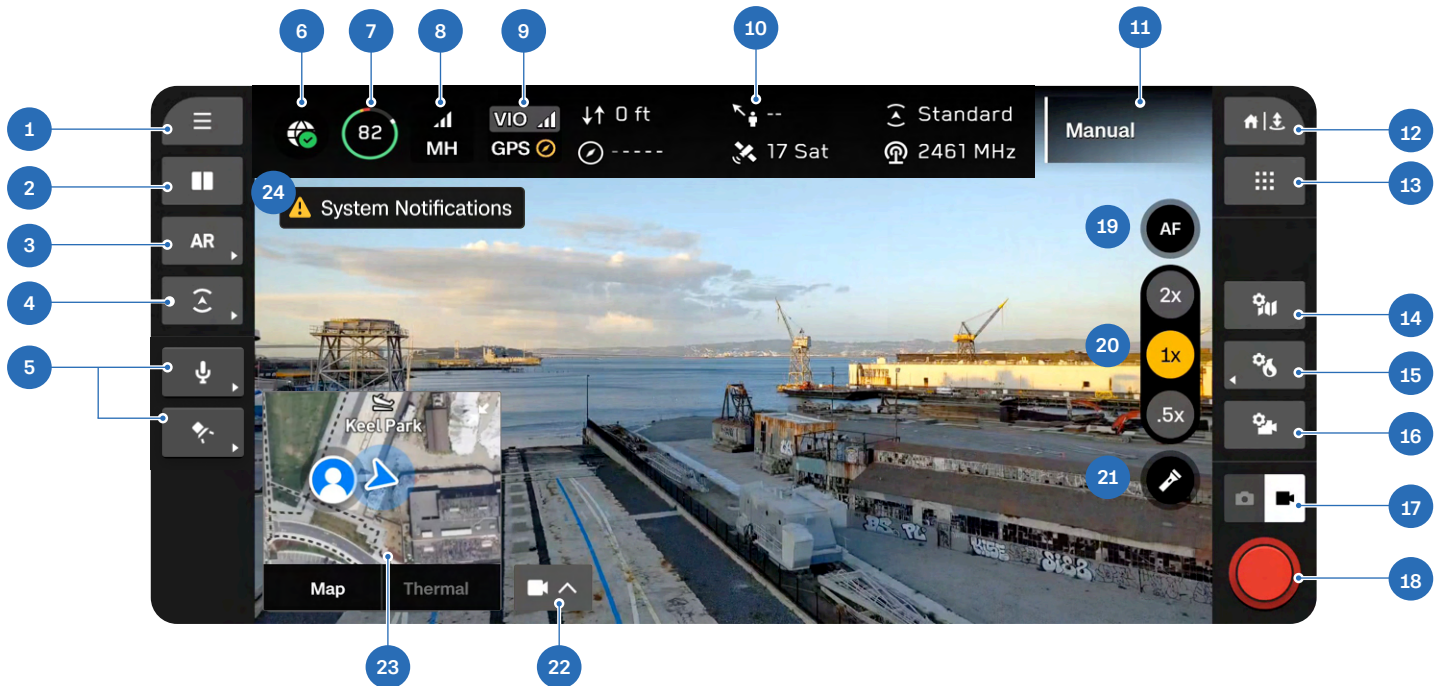 6
7
8
9
10
11
1
2
3
4
5
12
13
14
15
16
17
18
19
20
21
22
23
24
AR
82
MH
VIO
GPS
0 ft
-----
--
17 Sat
Standard
2461 MHz
Manual
System Notifications
AF
2x
1x
.5x
Keel Park
Map
Thermal